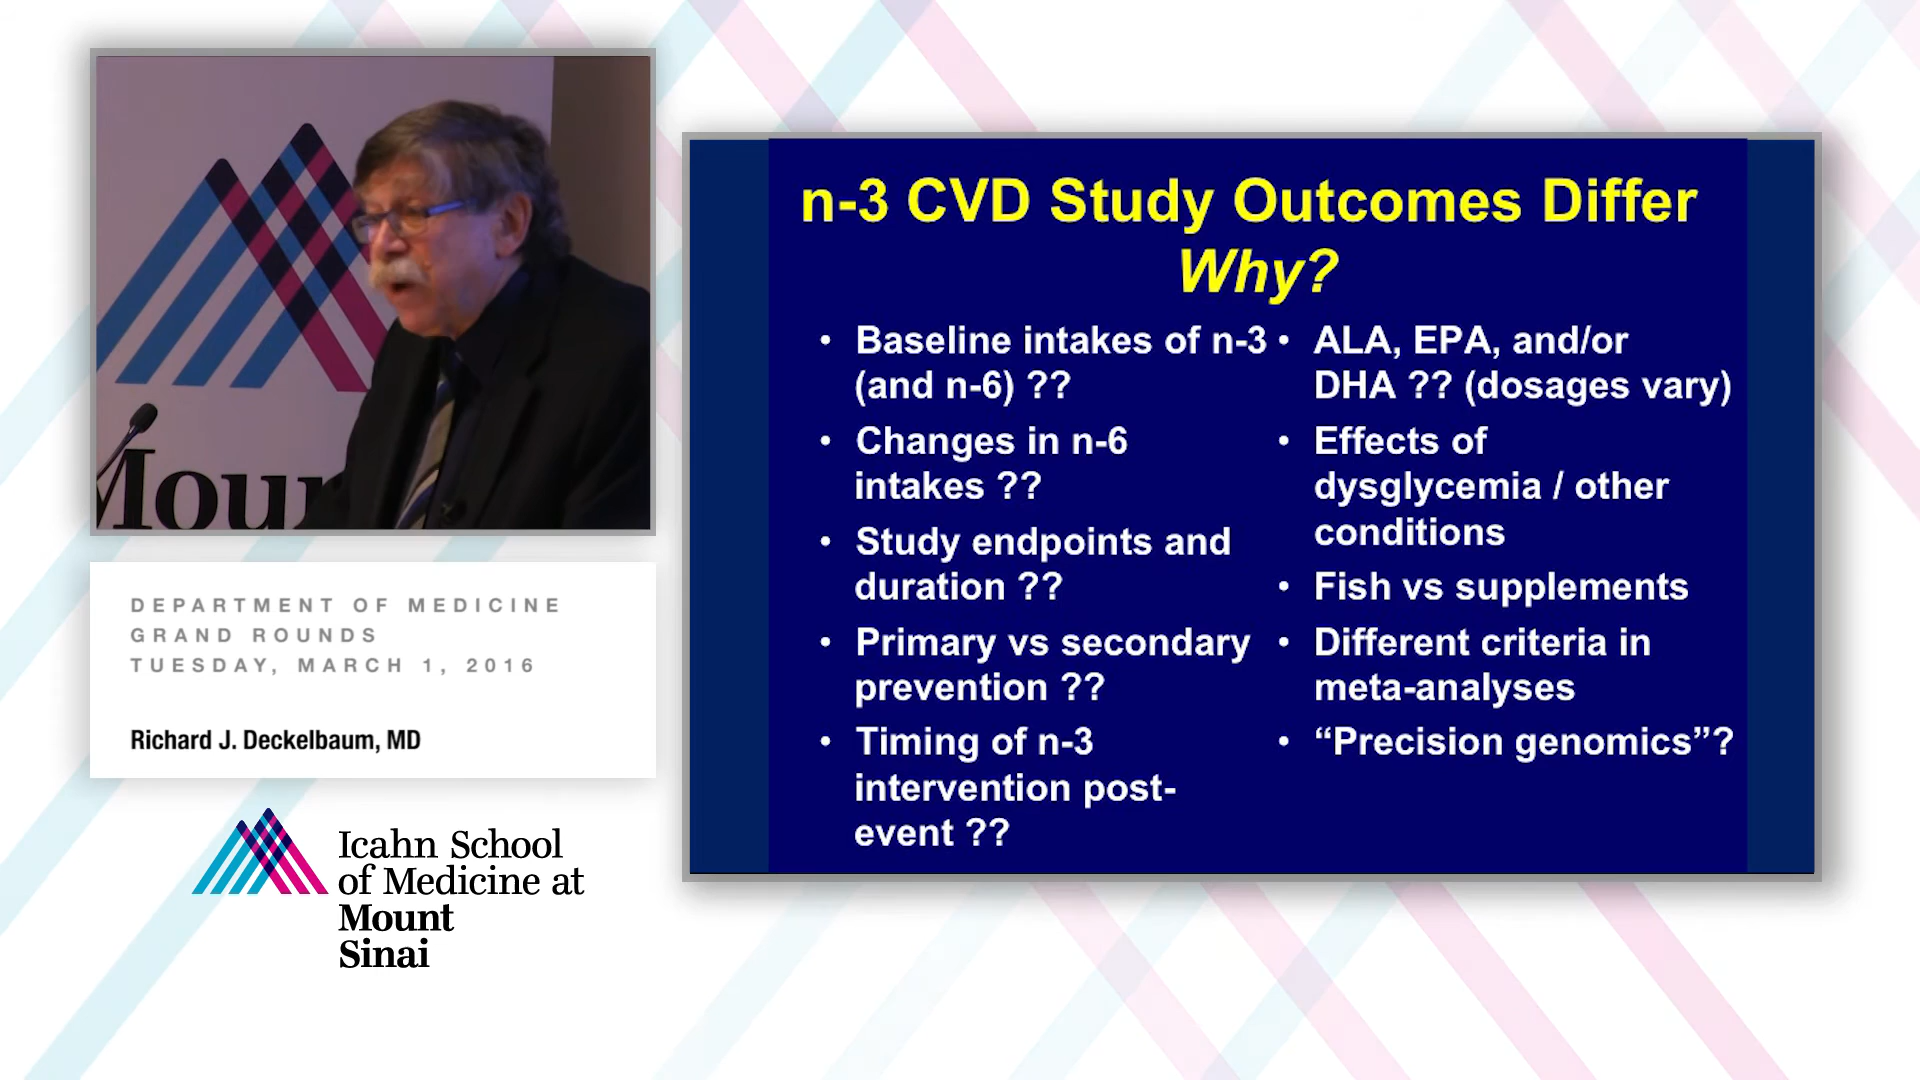 Mour
DEPARTMENT OF MEDICINE
GRAND ROUNDS
TUESDAY, MARCH 1, 2016
Richard J. Deckelbaum, MD
Icahn School
of Medicine at
Mount
Sinai
n-3 CVD Study Outcomes Differ
Why?
• Baseline intakes of n-3
(and n-6) ??
• Changes in n-6
intakes ??
• Study endpoints and
duration ??
• Primary vs secondary
prevention ??
• Timing of n-3
intervention post-
event ??
• ALA, EPA, and/or
DHA ?? (dosages vary)
• Effects of
dysglycemia / other
conditions
• Fish vs supplements
• Different criteria in
meta-analyses
• “Precision genomics”?